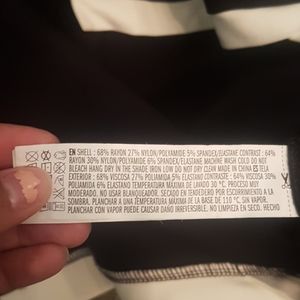 EN SHELL : 68% RAYON 27% NYLON/POLYAMIDE 5% SPANDEX/ELASTANE CONTRAST : 64%
RAYON 30% NYLON/POLYAMIDE 6% SPANDEX/ELASTANE MACHINE WASH COLD DO NOT
BLEACH HANG DRY IN THE SHADE IRON LOW DO NOT DRY CLEAN MADE IN CHINA ES TELA
EXTERIOR : 68% VISCOSA 27% POLIAMIDA 5% ELASTANO CONTRASTE : 64% VISCOSA 30%
POLIAMIDA 6% ELASTANO TEMPERATURA MÁXIMA DE LAVADO 30 °C. PROCESO MUY
MODERADO. NO USAR BLANQUEADOR. SECADO EN TENDEDERO POR ESCURRIMIENTO A LA
SOMBRA. PLANCHAR A TEMPERATURA MÁXIMA DE LA BASE DE 110 °C, SIN VAPOR.
PLANCHAR CON VAPOR PUEDE CAUSAR DAÑO IRREVERSIBLE. NO LIMPIEZA EN SECO. HECHO